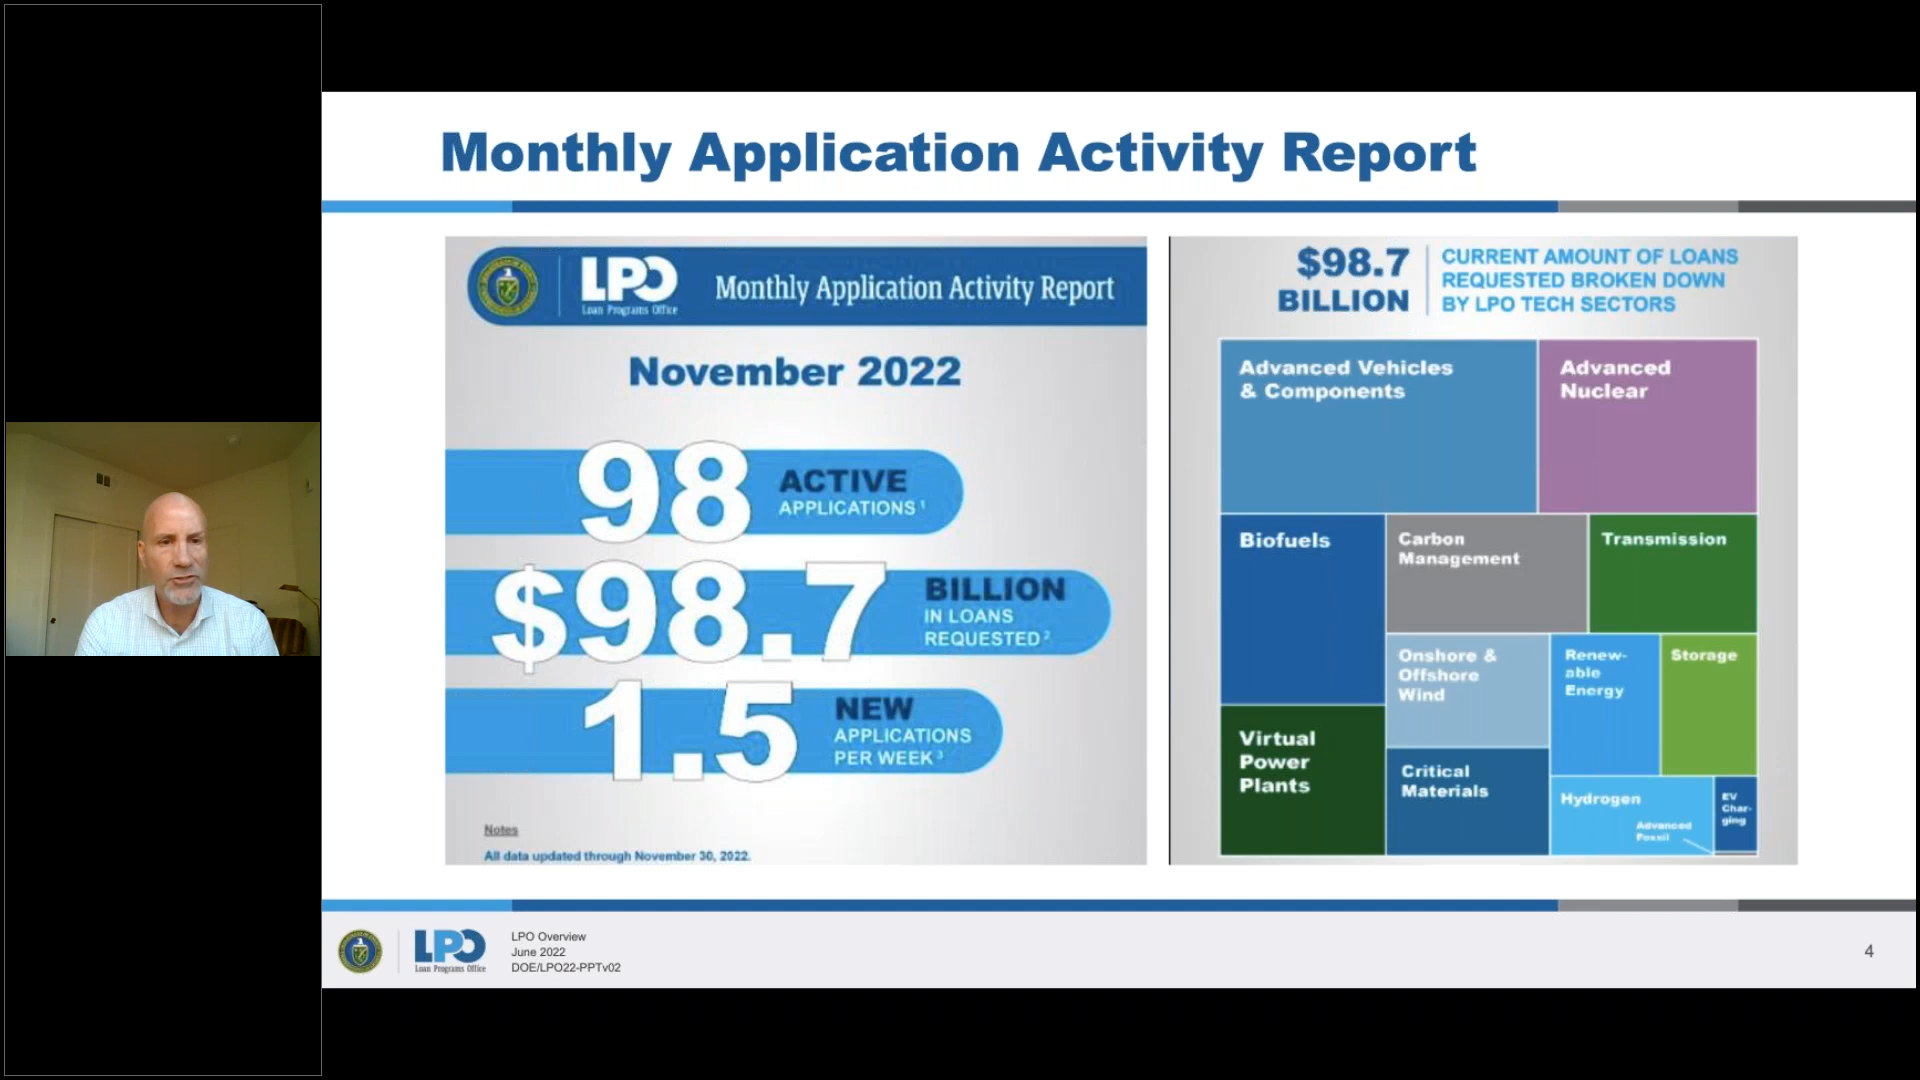 Monthly Application Activity Report
LPO
Loan Programs Office
Monthly Application Activity Report
November 2022
98 ACTIVE
APPLICATIONS 1
$98.7 BILLION
IN LOANS
REQUESTED 2
1.5 NEW
APPLICATIONS
PER WEEK 3
Notes
All data updated through November 30, 2022.
$98.7
BILLION
CURRENT AMOUNT OF LOANS
REQUESTED BROKEN DOWN
BY LPO TECH SECTORS
Advanced Vehicles
& Components
Advanced
Nuclear
Biofuels
Carbon
Management
Transmission
Onshore &
Offshore
Wind
Renew-
able
Energy
Storage
Virtual
Power
Plants
Critical
Materials
Hydrogen
Advanced
Fossil
EV
Char-
ging
LPO
Loan Programs Office
LPO Overview
June 2022
DOE/LPO22-PPTv02
4